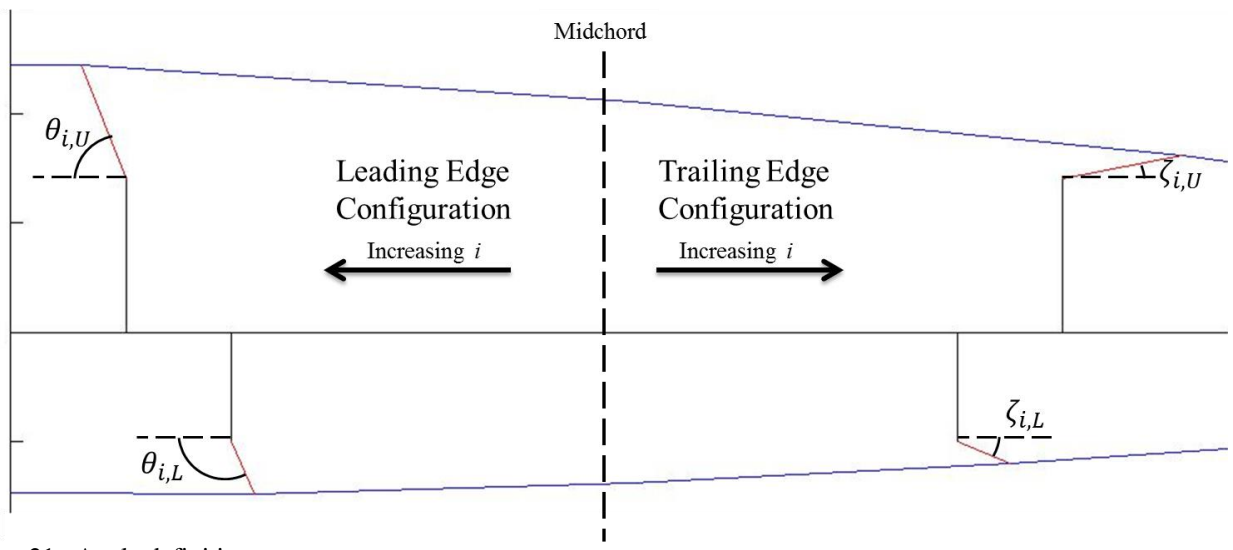 Midchord
θi,U
Leading Edge
Configuration
Increasing i
Trailing Edge
Configuration
Increasing i
ζi,U
θi,L
ζi,L